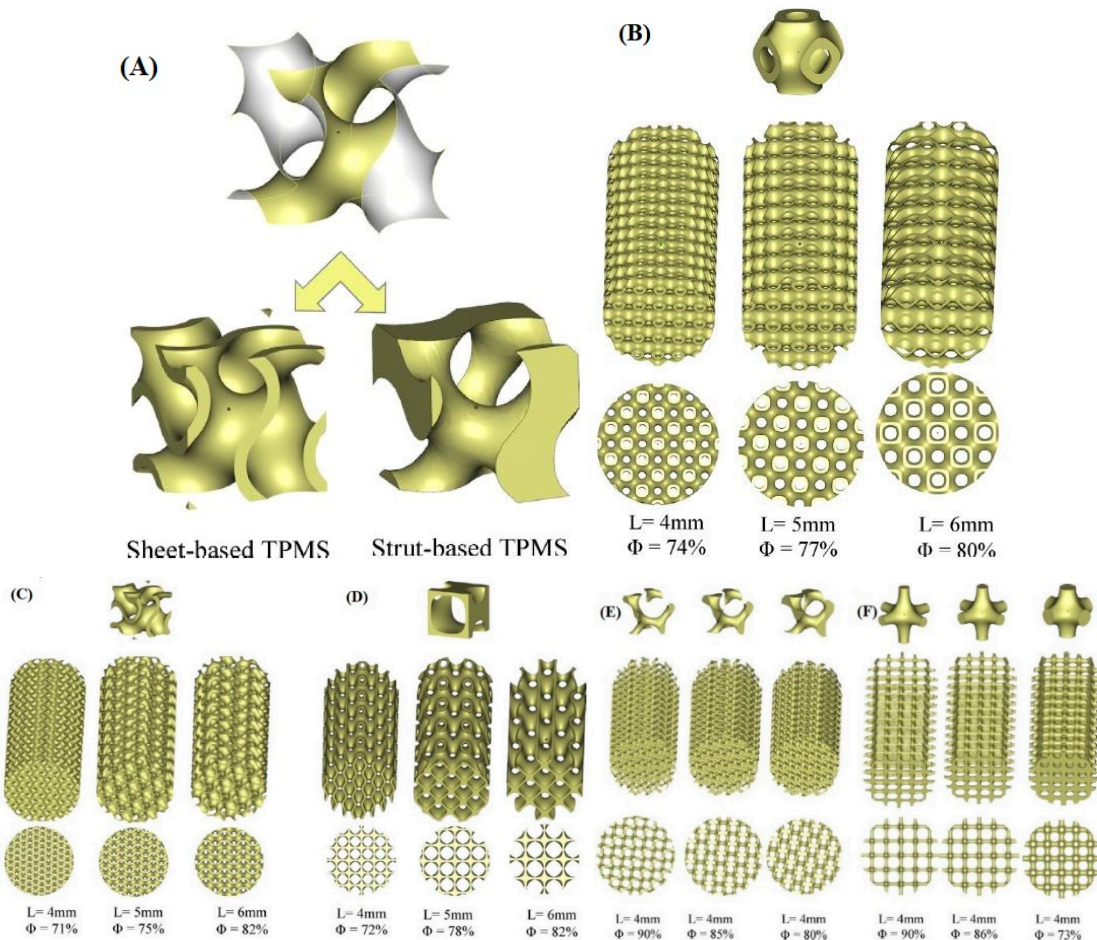 (A)
(B)
Sheet-based TPMS
Strut-based TPMS
L= 4mm
Φ = 74%
L= 5mm
Φ = 77%
L= 6mm
Φ = 80%
(C)
L= 4mm
Φ = 71%
L= 5mm
Φ = 75%
L= 6mm
Φ = 82%
(D)
L= 4mm
Φ = 72%
L= 5mm
Φ = 78%
L= 6mm
Φ = 82%
(E)
L= 4mm
Φ = 90%
L= 4mm
Φ = 85%
L= 4mm
Φ = 80%
(F)
L= 4mm
Φ = 90%
L= 4mm
Φ = 86%
L= 4mm
Φ = 73%